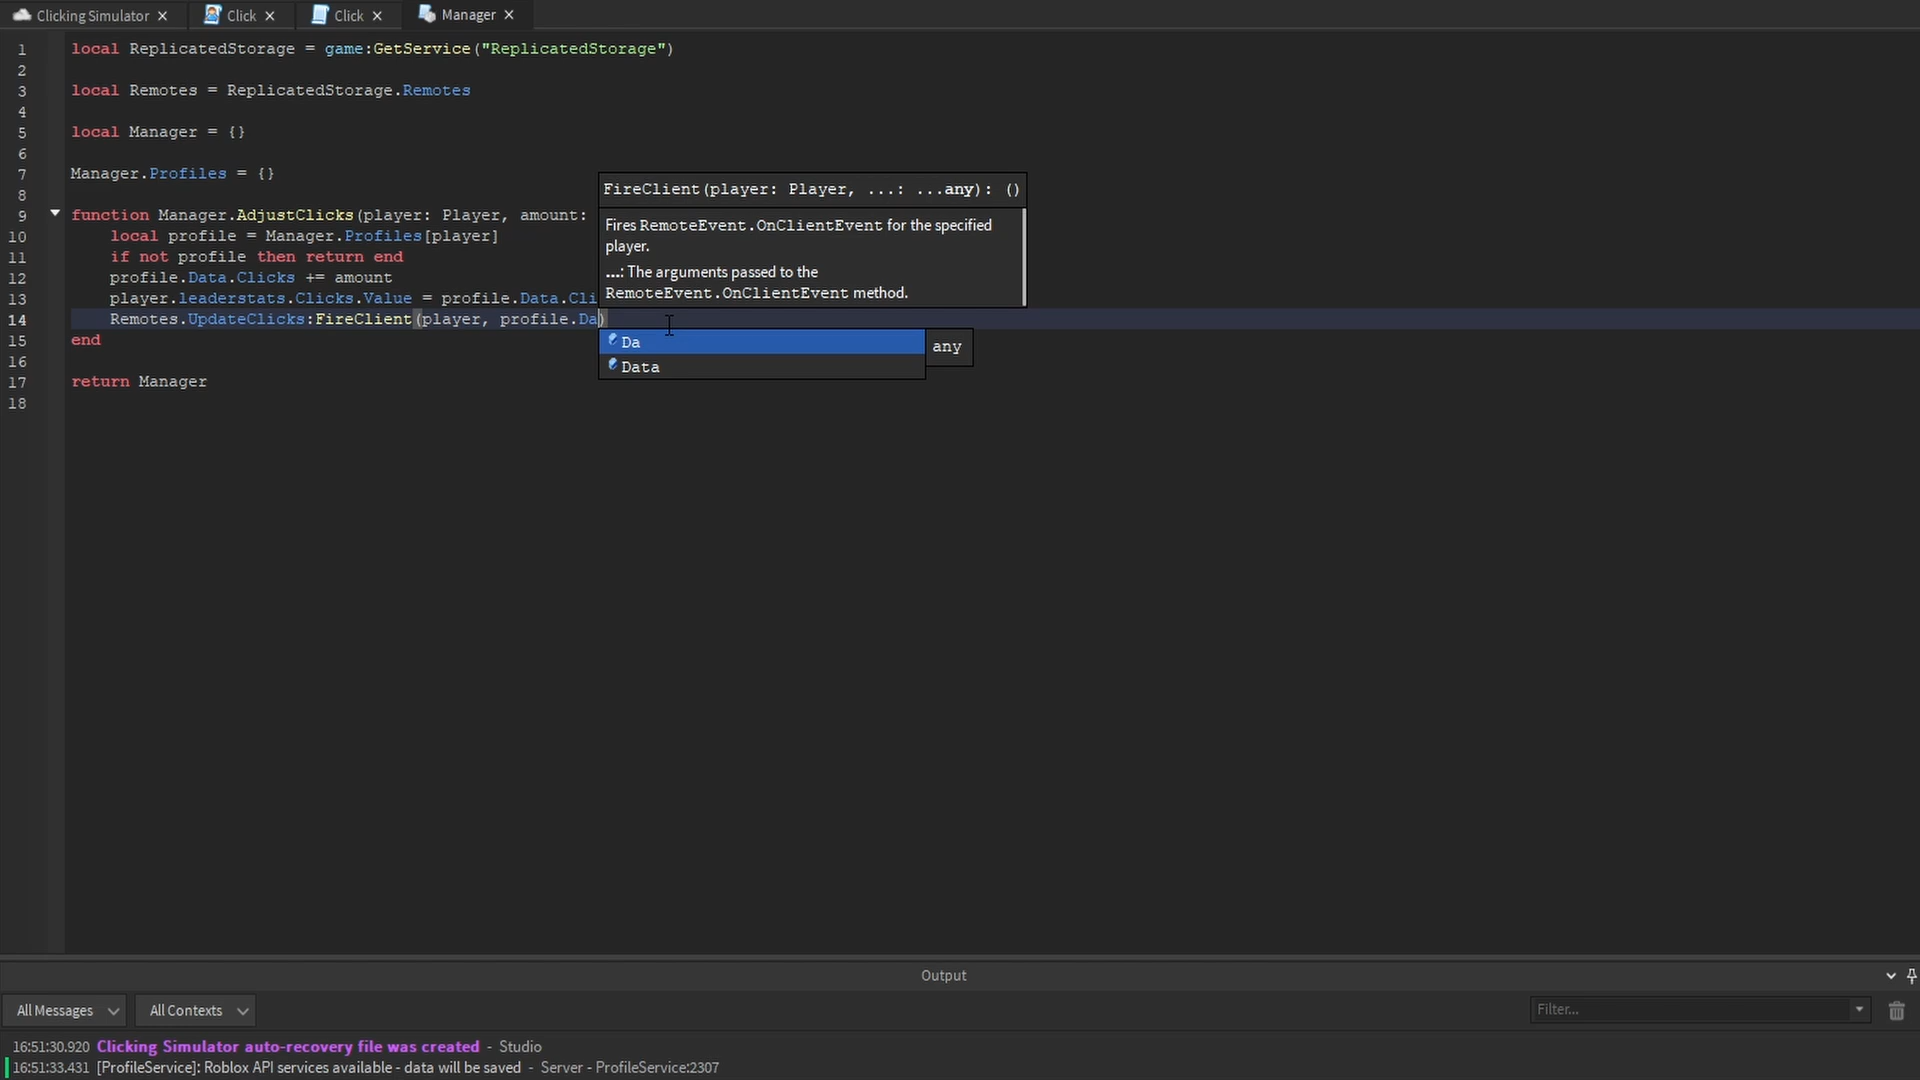 Clicking Simulator Click Click Manager
1 local ReplicatedStorage = game:GetService("ReplicatedStorage")
2
3 local Remotes = ReplicatedStorage.Remotes
4
5 local Manager = {}
6
7 Manager.Profiles = {}
8
9 function Manager.AdjustClicks(player: Player, amount:
10 local profile = Manager.Profiles[player]
11 if not profile then return end
12 profile.Data.Clicks += amount
13 player.leaderstats.Clicks.Value = profile.Data.Cli
14 Remotes.UpdateClicks:FireClient(player, profile.Da)
15 end
16
17 return Manager
18
FireClient(player: Player, ...: ...any): ()
Fires RemoteEvent.OnClientEvent for the specified
player.
...: The arguments passed to the
RemoteEvent.OnClientEvent method.
Da
any
Data
Output
All Messages All Contexts Filter...
16:51:30.920 Clicking Simulator auto-recovery file was created - Studio
16:51:33.431 [ProfileService]: Roblox API services available - data will be saved - Server - ProfileService:2307